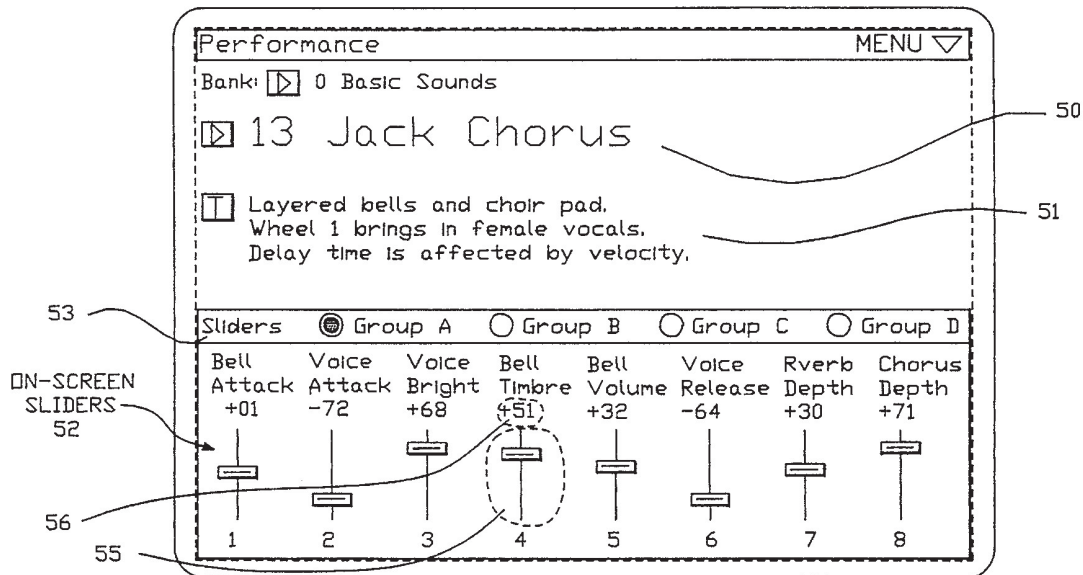 Performance MENU
Bank: 0 Basic Sounds
13 Jack Chorus
50
T Layered bells and choir pad.
Wheel 1 brings in female vocals.
Delay time is affected by velocity.
51
53
Sliders Group A Group B Group C Group D
Bell Attack +01
Voice Attack -72
Voice Bright +68
Bell Timbre +51
Bell Volume +32
Voice Release -64
Rverb Depth +30
Chorus Depth +71
ON-SCREEN
SLIDERS
52
56
55
1 2 3 4 5 6 7 8